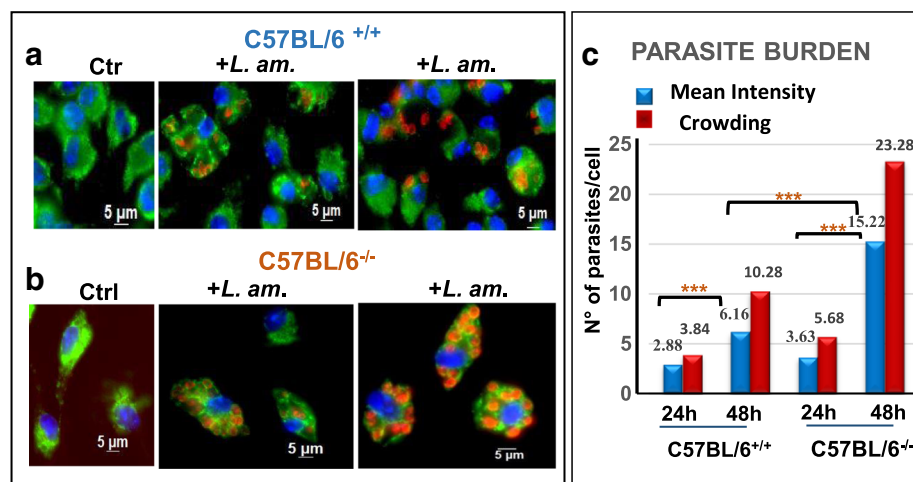 C57BL/6 +/+
a
Ctr
+L. am.
+L. am.
5 µm
5 µm
5 µm
C57BL/6-/-
b
Ctrl
+L. am.
+L. am.
5 µm
5 µm
5 µm
c PARASITE BURDEN
Mean Intensity
Crowding
N° of parasites/cell
25
20
15
10
5
0
2.88
3.84
6.16
10.28
3.63
5.68
15.22
23.28
***
***
***
24h 48h 24h 48h
C57BL/6+/+ C57BL/6-/-